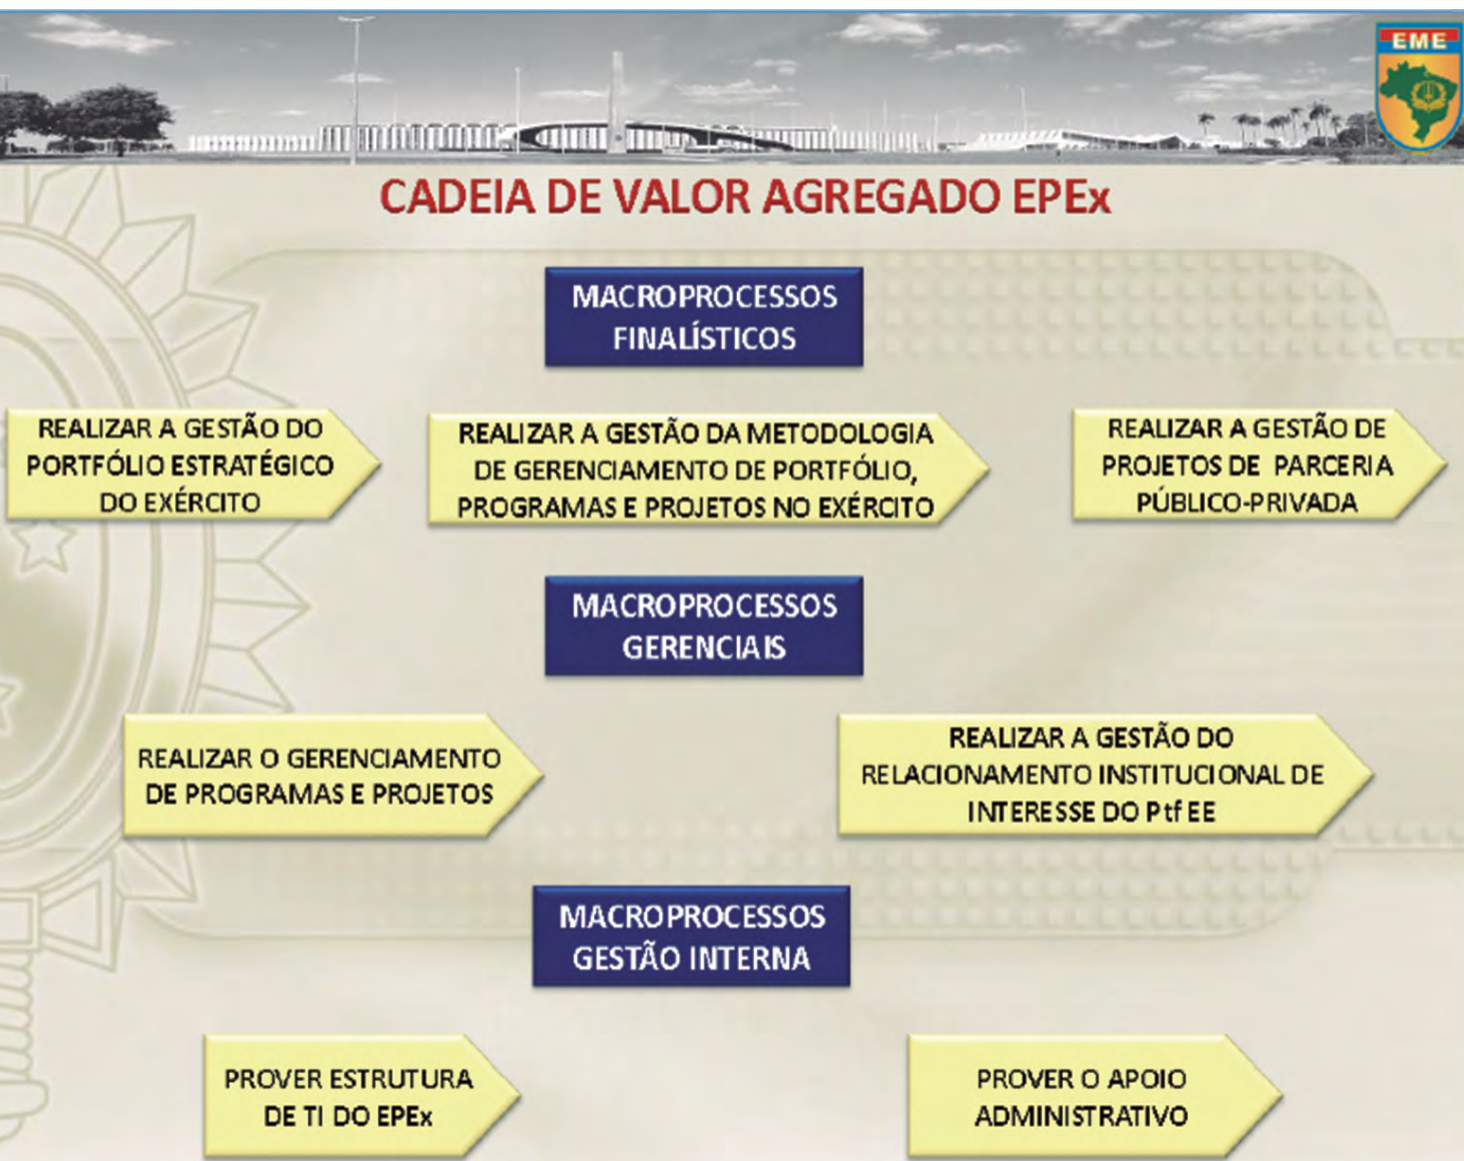 EME
CADEIA DE VALOR AGREGADO EPEx
MACROPROCESSOS
FINALÍSTICOS
REALIZAR A GESTÃO DO
PORTFÓLIO ESTRATÉGICO
DO EXÉRCITO
REALIZAR A GESTÃO DA METODOLOGIA
DE GERENCIAMENTO DE PORTFÓLIO,
PROGRAMAS E PROJETOS NO EXÉRCITO
REALIZAR A GESTÃO DE
PROJETOS DE PARCERIA
PÚBLICO-PRIVADA
MACROPROCESSOS
GERENCIAIS
REALIZAR O GERENCIAMENTO
DE PROGRAMAS E PROJETOS
REALIZAR A GESTÃO DO
RELACIONAMENTO INSTITUCIONAL DE
INTERESSE DO Ptf EE
MACROPROCESSOS
GESTÃO INTERNA
PROVER ESTRUTURA
DE TI DO EPEx
PROVER O APOIO
ADMINISTRATIVO